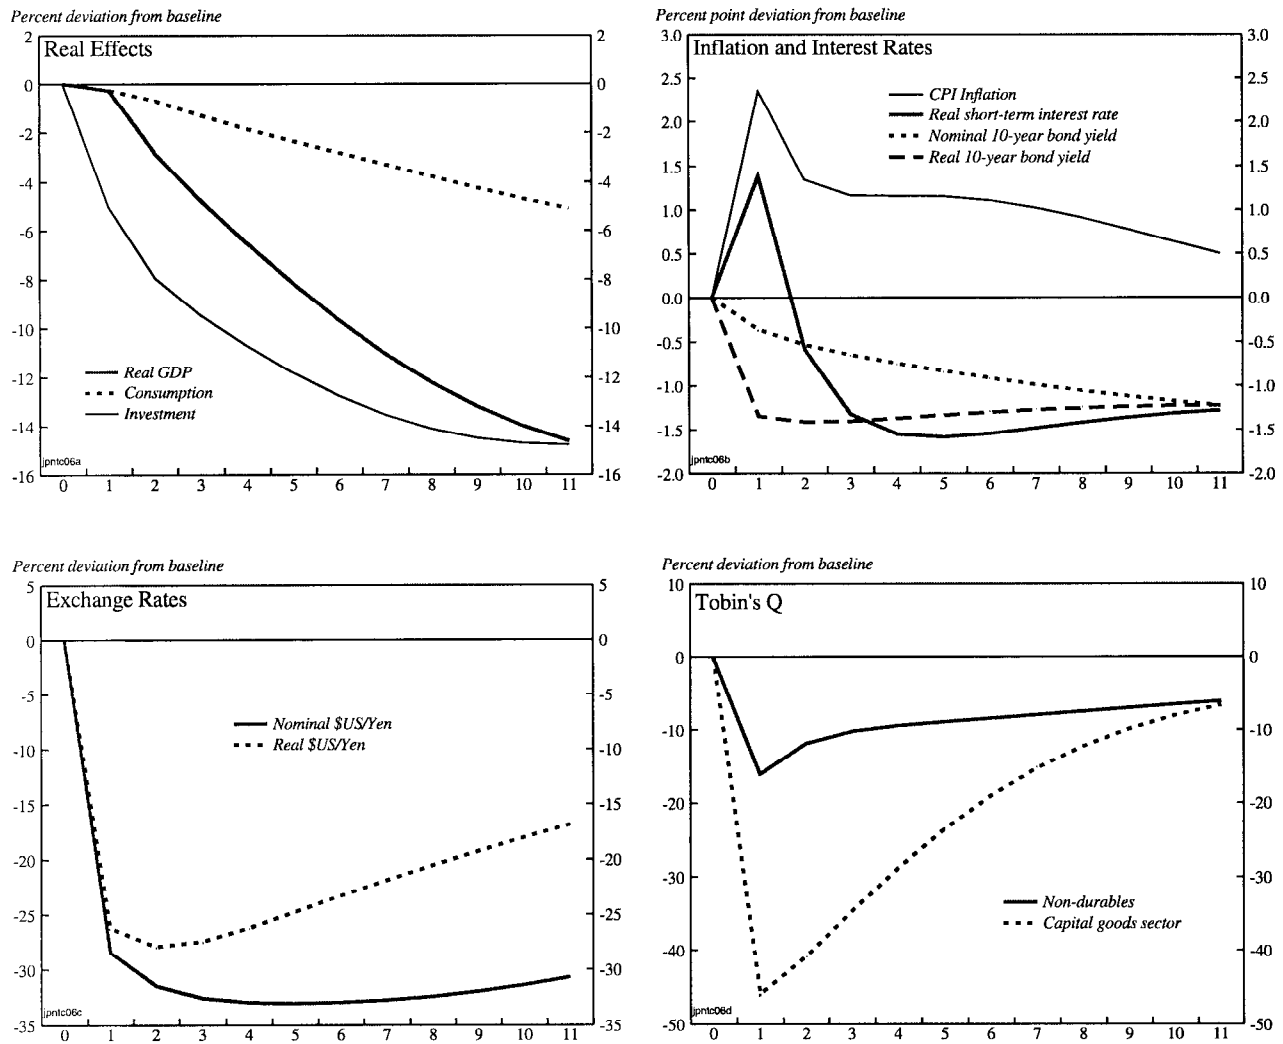 Percent deviation from baseline
Real Effects
2 2
0 0
-2 -2
-4 -4
-6 -6
-8 -8
-10 -10
-12 -12
-14 -14
-16 -16
Real GDP
Consumption
Investment
jpntc06a
0 1 2 3 4 5 6 7 8 9 10 11
Percent point deviation from baseline
Inflation and Interest Rates
3.0 3.0
2.5 2.5
2.0 2.0
1.5 1.5
1.0 1.0
0.5 0.5
0.0 0.0
-0.5 -0.5
-1.0 -1.0
-1.5 -1.5
-2.0 -2.0
CPI Inflation
Real short-term interest rate
Nominal 10-year bond yield
Real 10-year bond yield
jpntc06b
0 1 2 3 4 5 6 7 8 9 10 11
Percent deviation from baseline
Exchange Rates
5 5
0 0
-5 -5
-10 -10
-15 -15
-20 -20
-25 -25
-30 -30
-35 -35
Nominal $US/Yen
Real $US/Yen
jpntc06c
0 1 2 3 4 5 6 7 8 9 10 11
Percent deviation from baseline
Tobin's Q
10 10
0 0
-10 -10
-20 -20
-30 -30
-40 -40
-50 -50
Non-durables
Capital goods sector
jpntc06d
0 1 2 3 4 5 6 7 8 9 10 11